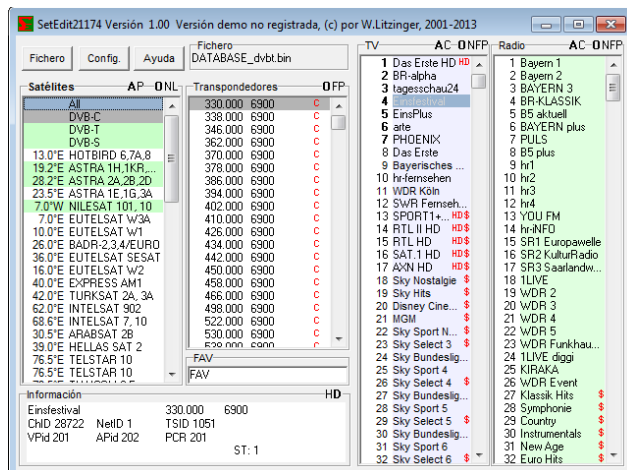 SetEdit21174 Versión 1.00 Versión demo no registrada, (c) por W.Litzinger, 2001-2013
Fichero
Config.
Ayuda
Fichero
DATABASE_dvbt.bin
Satélites AP ONL
All
DVB-C
DVB-T
DVB-S
13.0°E HOTBIRD 6,7A,8
19.2°E ASTRA 1H,1KR,...
28.2°E ASTRA 2A,2B,2D
23.5°E ASTRA 1E,1G,3A
7.0°W NILESAT 101, 10
7.0°E EUTELSAT W3A
10.0°E EUTELSAT W1
26.0°E BADR-2,3,4/EURO
36.0°E EUTELSAT SESAT
16.0°E EUTELSAT W2
40.0°E EXPRESS AM1
42.0°E TURKSAT 2A, 3A
62.0°E INTELSAT 902
68.6°E INTELSAT 7, 10
30.5°E ARABSAT 2B
39.0°E HELLAS SAT 2
76.5°E TELSTAR 10
76.5°E TELSTAR 10
Transpondedores OFP
330.000 6900 C
338.000 6900 C
346.000 6900 C
362.000 6900 C
370.000 6900 C
378.000 6900 C
386.000 6900 C
394.000 6900 C
402.000 6900 C
410.000 6900 C
426.000 6900 C
434.000 6900 C
442.000 6900 C
450.000 6900 C
458.000 6900 C
466.000 6900 C
498.000 6900 C
522.000 6900 C
530.000 6900 C
FAV
FAV
Información HD
Einsfestival 330.000 6900
ChID 28722 NetID 1 TSID 1051
VPid 201 APid 202 PCR 201
ST: 1
TV AC ONFP
1 Das Erste HD HD
2 BR-alpha
3 tagesschau24
4 Einsfestival
5 EinsPlus
6 arte
7 PHOENIX
8 Das Erste
9 Bayerisches ...
10 hr-fernsehen
11 WDR Köln
12 SWR Fernseh...
13 SPORT1+... HD$
14 RTL II HD HD$
15 RTL HD HD$
16 SAT.1 HD HD$
17 AXN HD HD$
18 Sky Nostalgie $
19 Sky Hits $
20 Disney Cine... $
21 MGM $
22 Sky Sport N... $
23 Sky Select 3 $
24 Sky Bundeslig...
25 Sky Sport 4
26 Sky Select 4 $
27 Sky Bundeslig...
28 Sky Sport 5
29 Sky Select 5 $
30 Sky Bundeslig...
31 Sky Sport 6
32 Sky Select 6 $
Radio AC ONFP
1 Bayern 1
2 Bayern 2
3 BAYERN 3
4 BR-KLASSIK
5 B5 aktuell
6 BAYERN plus
7 PULS
8 B5 plus
9 hr1
10 hr2
11 hr3
12 hr4
13 YOU FM
14 hr-iNFO
15 SR1 Europawelle
16 SR2 KulturRadio
17 SR3 Saarlandw...
18 1LIVE
19 WDR 2
20 WDR 3
21 WDR 4
22 WDR 5
23 WDR Funkhau...
24 1LIVE diggi
25 KIRAKA
26 WDR Event
27 Klassik Hits $
28 Symphonie $
29 Country $
30 Instrumentals $
31 New Age $
32 Euro Hits $